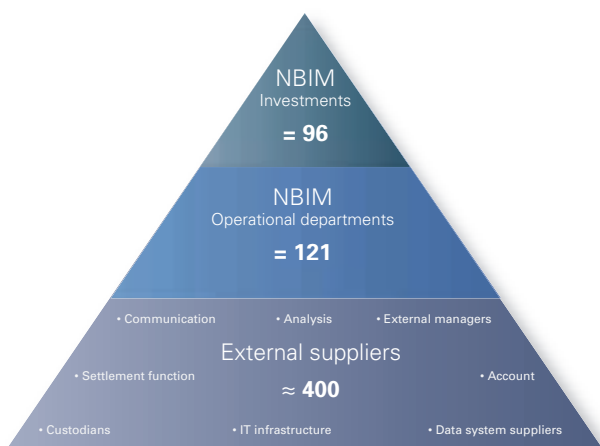 NBIM
Investments
= 96
NBIM
Operational departments
= 121
• Communication • Analysis • External managers
External suppliers
• Settlement function • Account
≈ 400
• Custodians • IT infrastructure • Data system suppliers